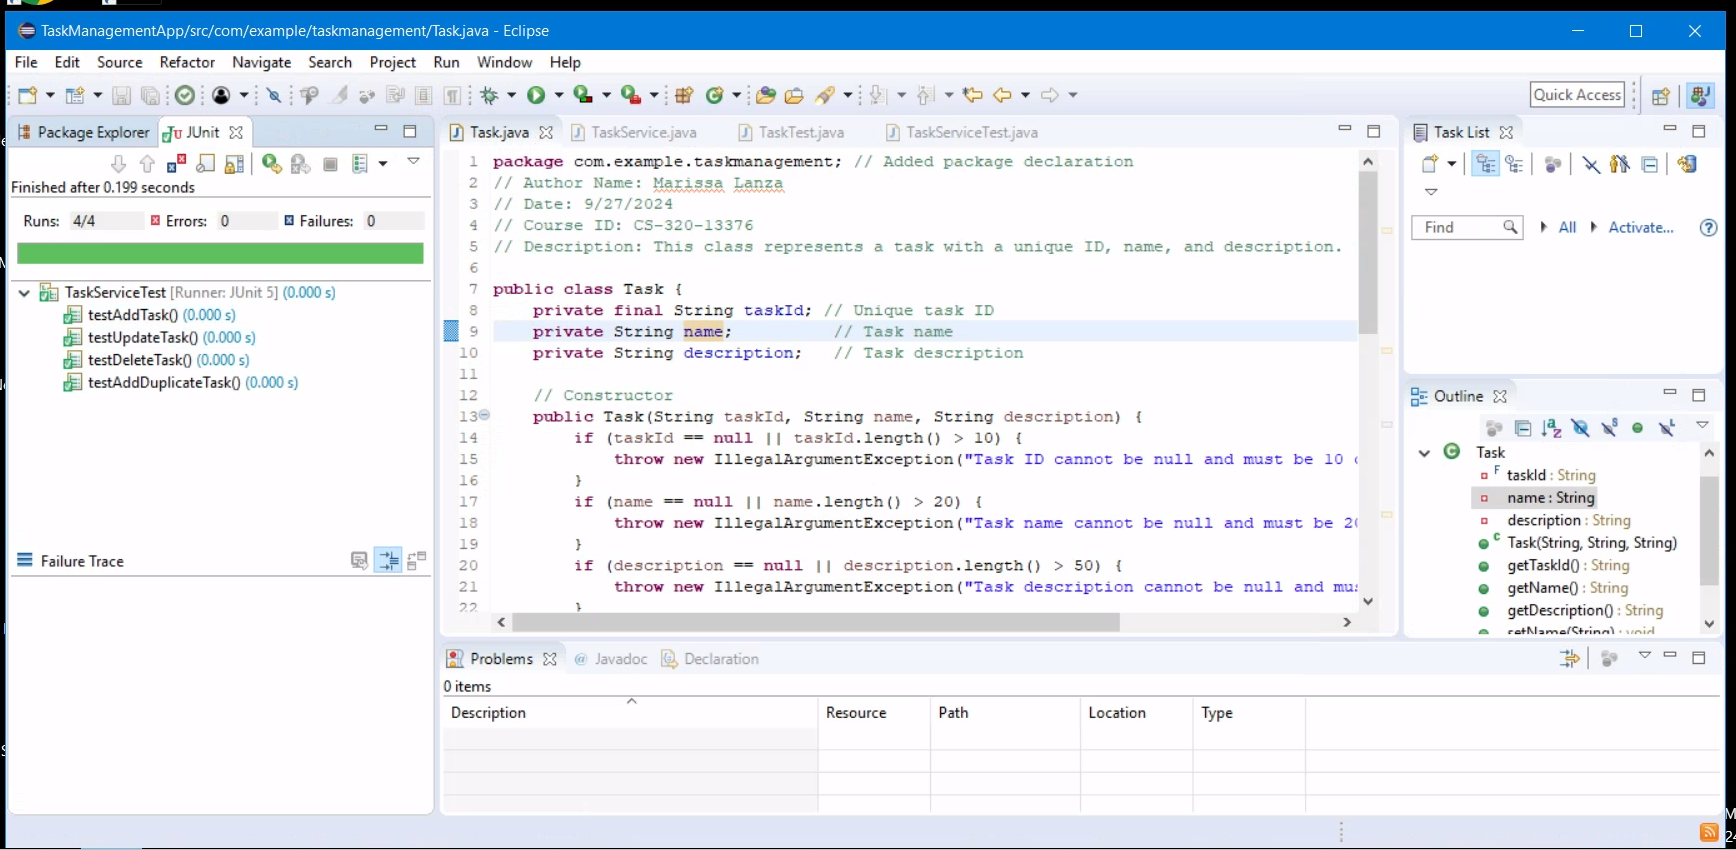 TaskManagementApp/src/com/example/taskmanagement/Task.java - Eclipse
File Edit Source Refactor Navigate Search Project Run Window Help
Quick Access
Package Explorer JUnit
Finished after 0.199 seconds
Runs: 4/4 Errors: 0 Failures: 0
TaskServiceTest [Runner: JUnit 5] (0.000 s)
testAddTask() (0.000 s)
testUpdateTask() (0.000 s)
testDeleteTask() (0.000 s)
testAddDuplicateTask() (0.000 s)
Failure Trace
Task.java TaskService.java TaskTest.java TaskServiceTest.java
1 package com.example.taskmanagement; // Added package declaration
2 // Author Name: Marissa Lanza
3 // Date: 9/27/2024
4 // Course ID: CS-320-13376
5 // Description: This class represents a task with a unique ID, name, and description.
6
7 public class Task {
8 private final String taskId; // Unique task ID
9 private String name; // Task name
10 private String description; // Task description
11
12 // Constructor
13 public Task(String taskId, String name, String description) {
14 if (taskId == null || taskId.length() > 10) {
15 throw new IllegalArgumentException("Task ID cannot be null and must be 10
16 }
17 if (name == null || name.length() > 20) {
18 throw new IllegalArgumentException("Task name cannot be null and must be 20
19 }
20 if (description == null || description.length() > 50) {
21 throw new IllegalArgumentException("Task description cannot be null and mus
22 }
Task List
Find All Activate...
Outline
Task
taskId : String
name : String
description : String
Task(String, String, String)
getTaskId() : String
getName() : String
getDescription() : String
setName(String) : void
Problems @ Javadoc Declaration
0 items
Description Resource Path Location Type